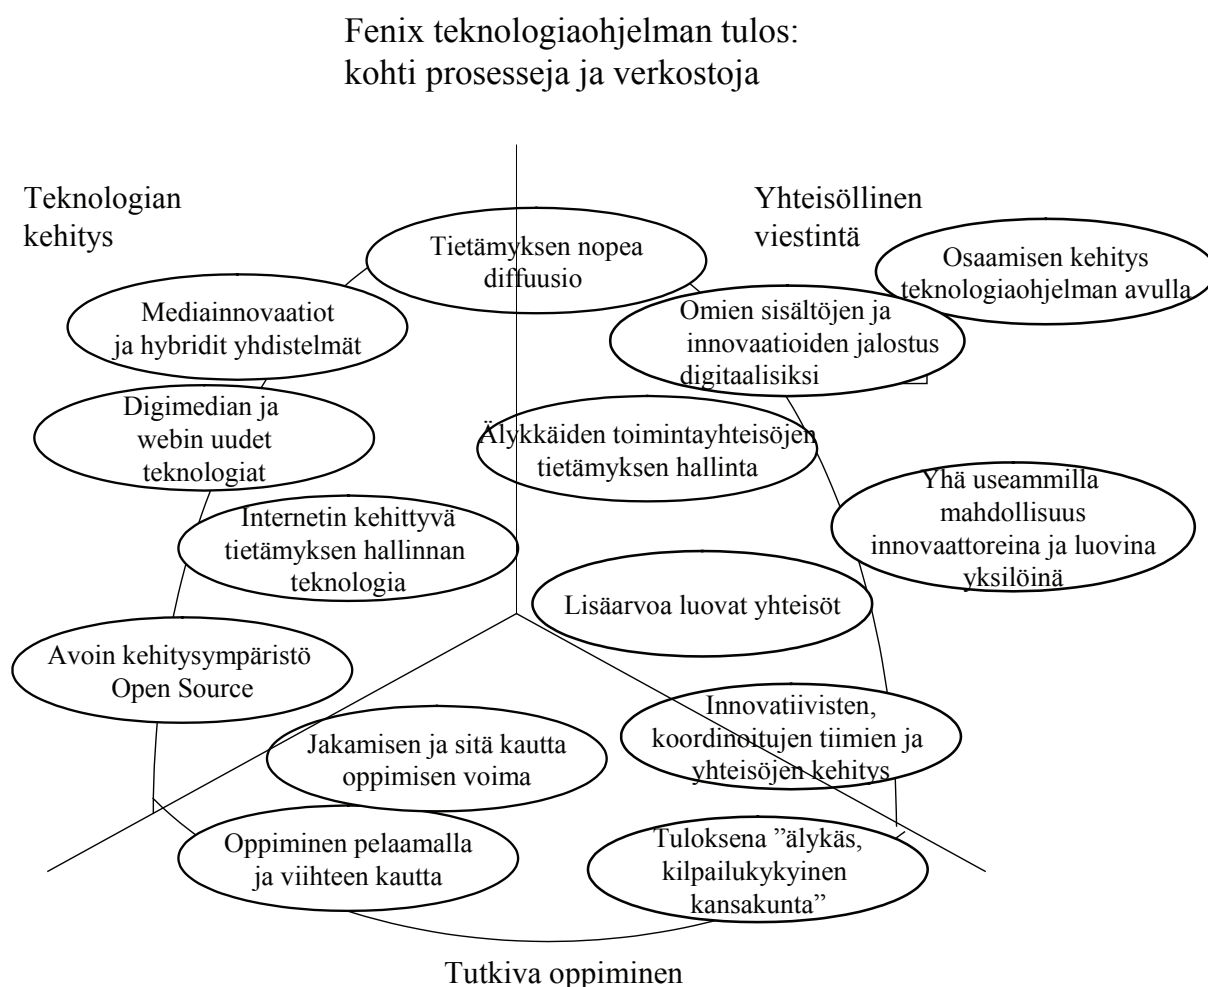 Fenix teknologiaohjelman tulos:
kohti prosesseja ja verkostoja
Teknologian
kehitys
Yhteisöllinen
viestintä
Tietämyksen nopea
diffuusio
Osaamisen kehitys
teknologiaohjelman avulla
Mediainnovaatiot
ja hybridit yhdistelmät
Omien sisältöjen ja
innovaatioiden jalostus
digitaalisiksi
Digimedian ja
webin uudet
teknologiat
Älykkäiden toimintayhteisöjen
tietämyksen hallinta
Yhä useammilla
mahdollisuus
innovaattoreina ja luovina
yksilöinä
Internetin kehittyvä
tietämyksen hallinnan
teknologia
Lisäarvoa luovat yhteisöt
Avoin kehitysympäristö
Open Source
Innovatiivisten,
koordinoitujen tiimien ja
yhteisöjen kehitys
Jakamisen ja sitä kautta
oppimisen voima
Oppiminen pelaamalla
ja viihteen kautta
Tuloksena ”älykäs,
kilpailukykyinen
kansakunta”
Tutkiva oppiminen